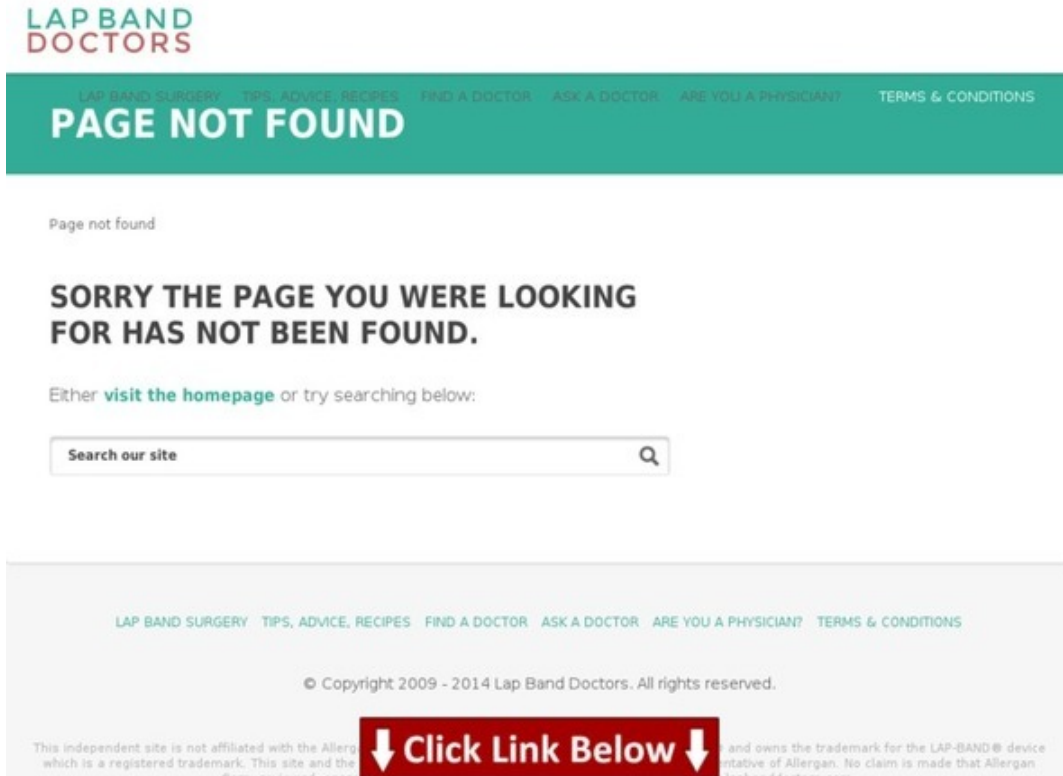 LAP BAND
DOCTORS
LAP BAND SURGERY TIPS, ADVICE, RECIPES FIND A DOCTOR ASK A DOCTOR ARE YOU A PHYSICIAN? TERMS & CONDITIONS
PAGE NOT FOUND
Page not found
SORRY THE PAGE YOU WERE LOOKING
FOR HAS NOT BEEN FOUND.
Either visit the homepage or try searching below:
Search our site
LAP BAND SURGERY TIPS, ADVICE, RECIPES FIND A DOCTOR ASK A DOCTOR ARE YOU A PHYSICIAN? TERMS & CONDITIONS
© Copyright 2009 - 2014 Lap Band Doctors. All rights reserved.
Click Link Below
This independent site is not affiliated with the and owns the trademark for the LAP-BAND® device
which is a registered trademark. This site and the of Allergan. No claim is made that Allergan